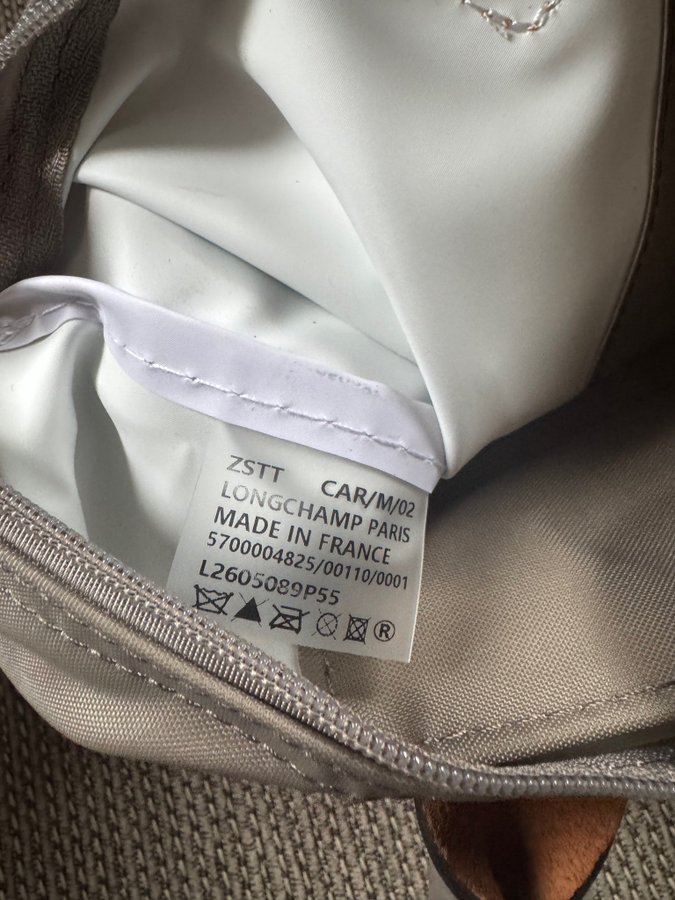 ZSTT CAR/M/02
LONGCHAMP PARIS
MADE IN FRANCE
5700004825/00110/0001
L2605089P55
®